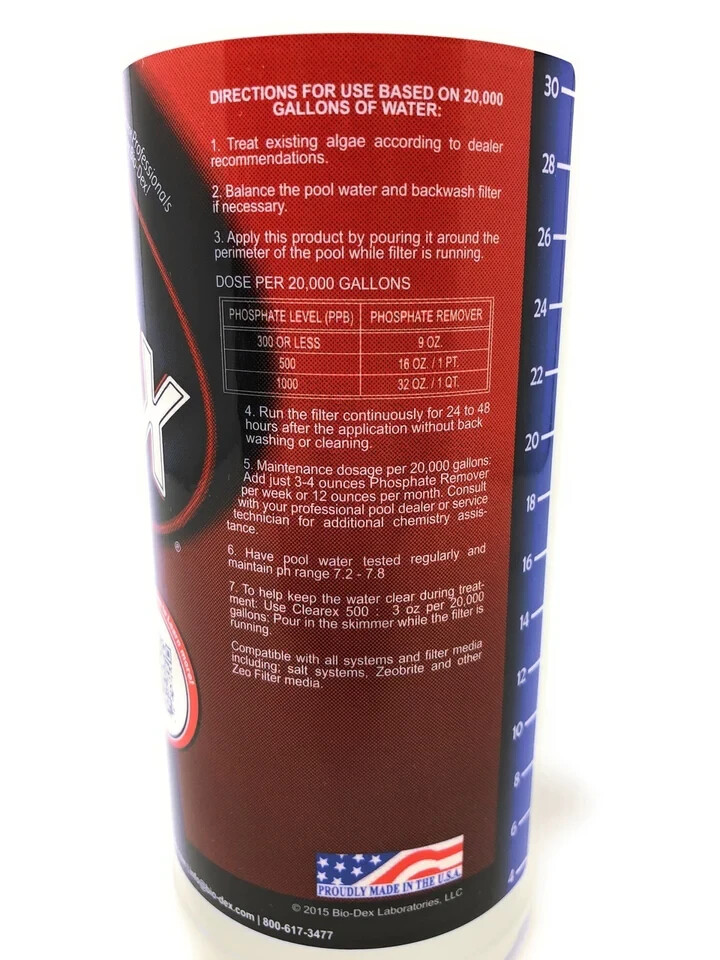 Professionals
DIRECTIONS FOR USE BASED ON 20,000
GALLONS OF WATER:
1. Treat existing algae according to dealer
recommendations.
2. Balance the pool water and backwash filter
if necessary.
3. Apply this product by pouring it around the
perimeter of the pool while filter is running.
DOSE PER 20,000 GALLONS
PHOSPHATE LEVEL (PPB) PHOSPHATE REMOVER
300 OR LESS 9 OZ.
500 16 OZ. / 1 PT.
1000 32 OZ. / 1 QT.
4. Run the filter continuously for 24 to 48
hours after the application without back
washing or cleaning.
5. Maintenance dosage per 20,000 gallons:
Add just 3-4 ounces Phosphate Remover
per week or 12 ounces per month. Consult
with your professional pool dealer or service
technician for additional chemistry assis-
tance.
6. Have pool water tested regularly and
maintain ph range 7.2 - 7.8
7. To help keep the water clear during treat-
ment: Use Clearex 500 : 3 oz per 20,000
gallons. Pour in the skimmer while the filter is
running.
Compatible with all systems and filter media
including; salt systems, Zeobrite and other
Zeo Filter media.
PROUDLY MADE IN THE U.S.A.
© 2015 Bio-Dex Laboratories, LLC
info@bio-dex.com | 800-617-3477
X
®
30
28
26
24
22
20
18
16
14
12
10
8
6
4